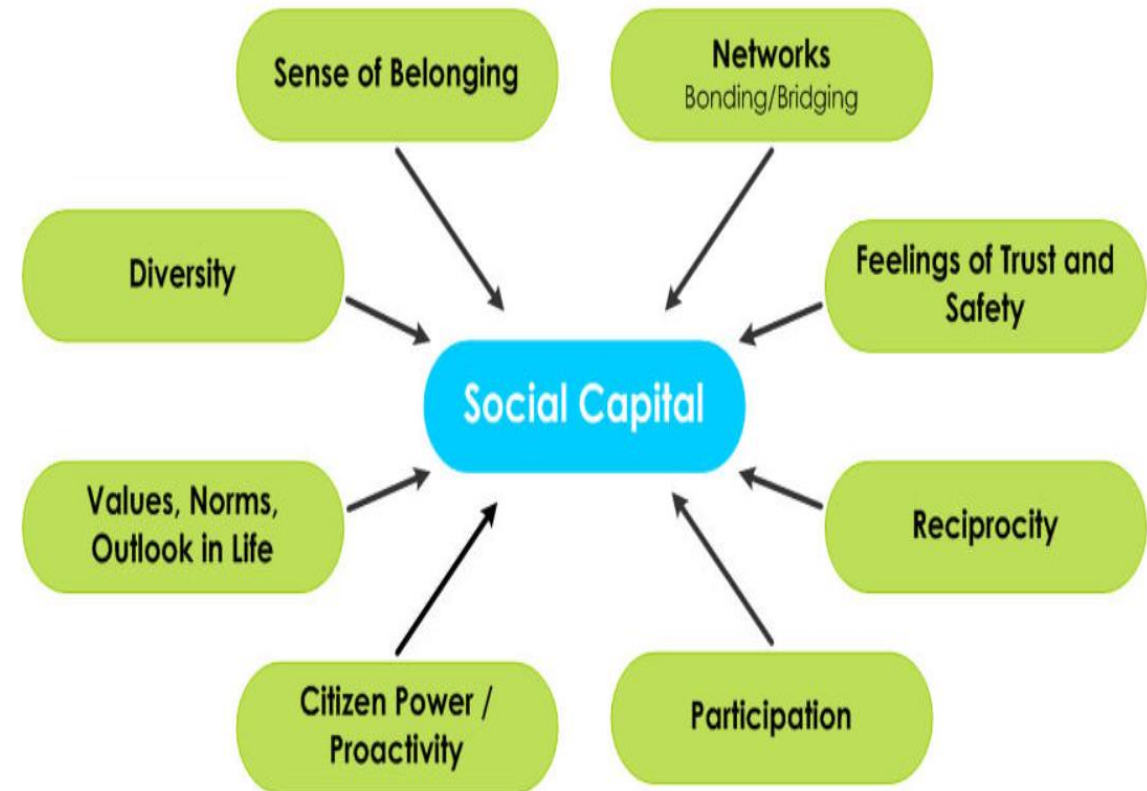 Sense of Belonging
Networks
Bonding/Bridging
Diversity
Feelings of Trust and
Safety
Social Capital
Values, Norms,
Outlook in Life
Reciprocity
Citizen Power /
Proactivity
Participation